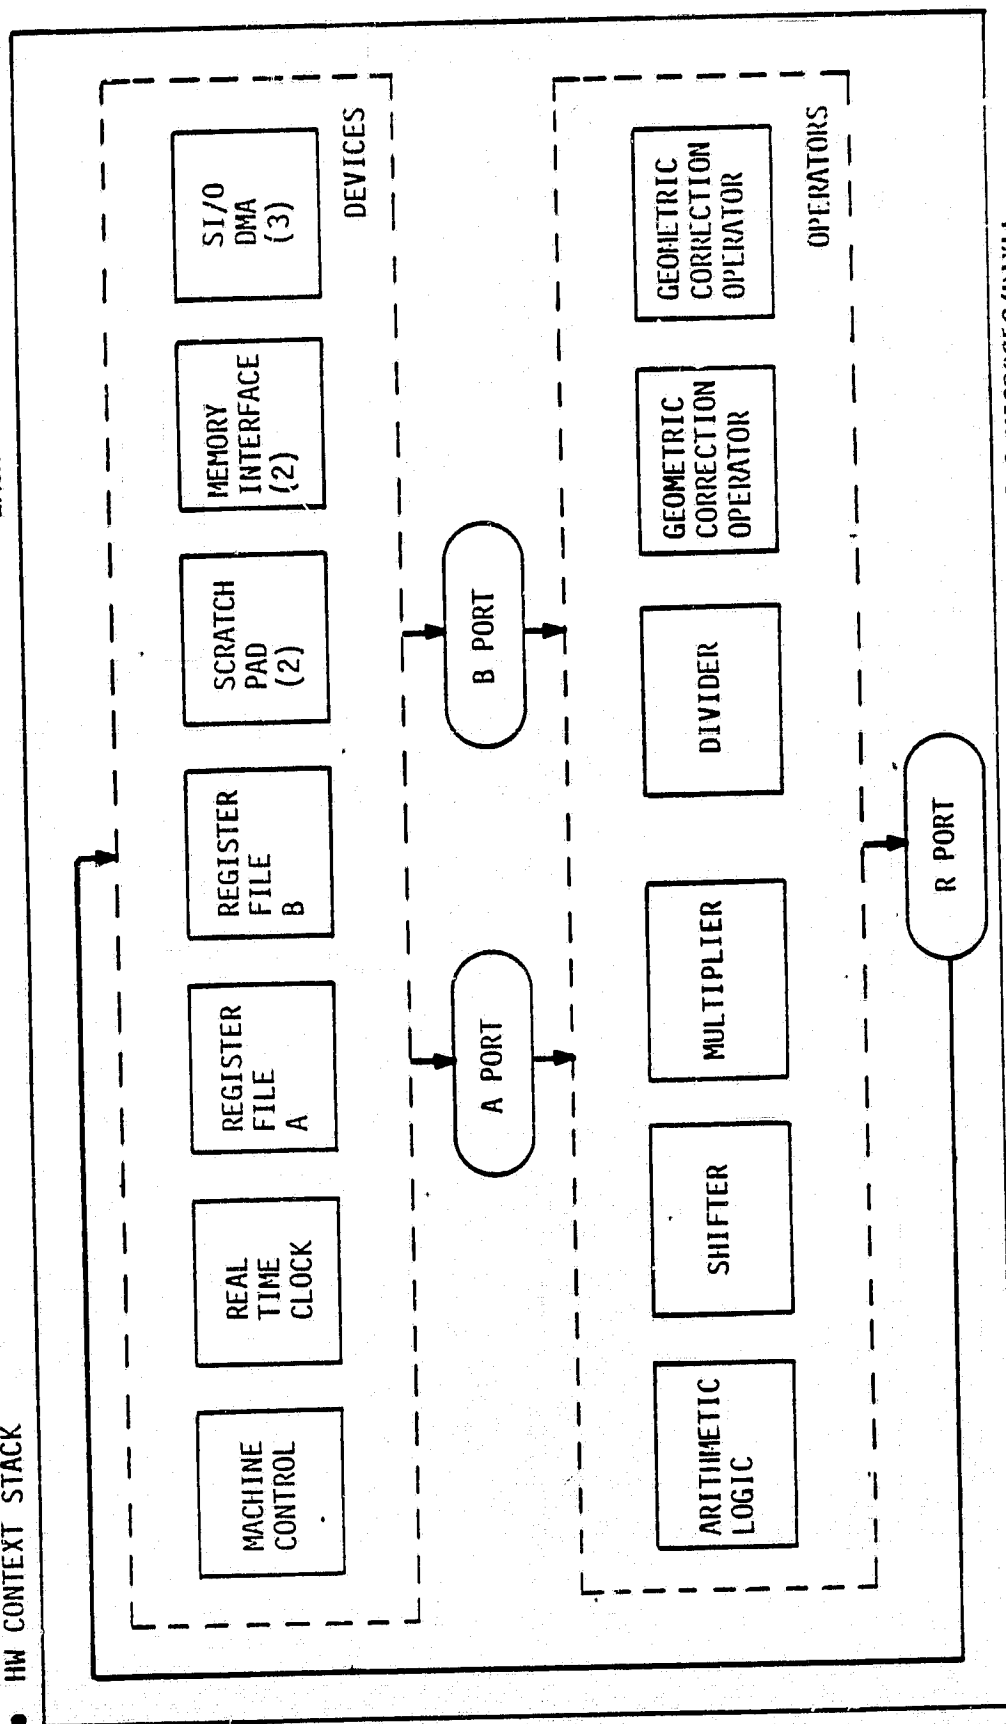 ● HW CONTEXT STACK
MACHINE
CONTROL
REAL
TIME
CLOCK
REGISTER
FILE
A
REGISTER
FILE
B
SCRATCH
PAD
(2)
MEMORY
INTERFACE
(2)
SI/O
DMA
(3)
DEVICES
A PORT
B PORT
ARITHMETIC
LOGIC
SHIFTER
MULTIPLIER
DIVIDER
GEOMETRIC
CORRECTION
OPERATOR
GEOMETRIC
CORRECTION
OPERATOR
OPERATORS
R PORT